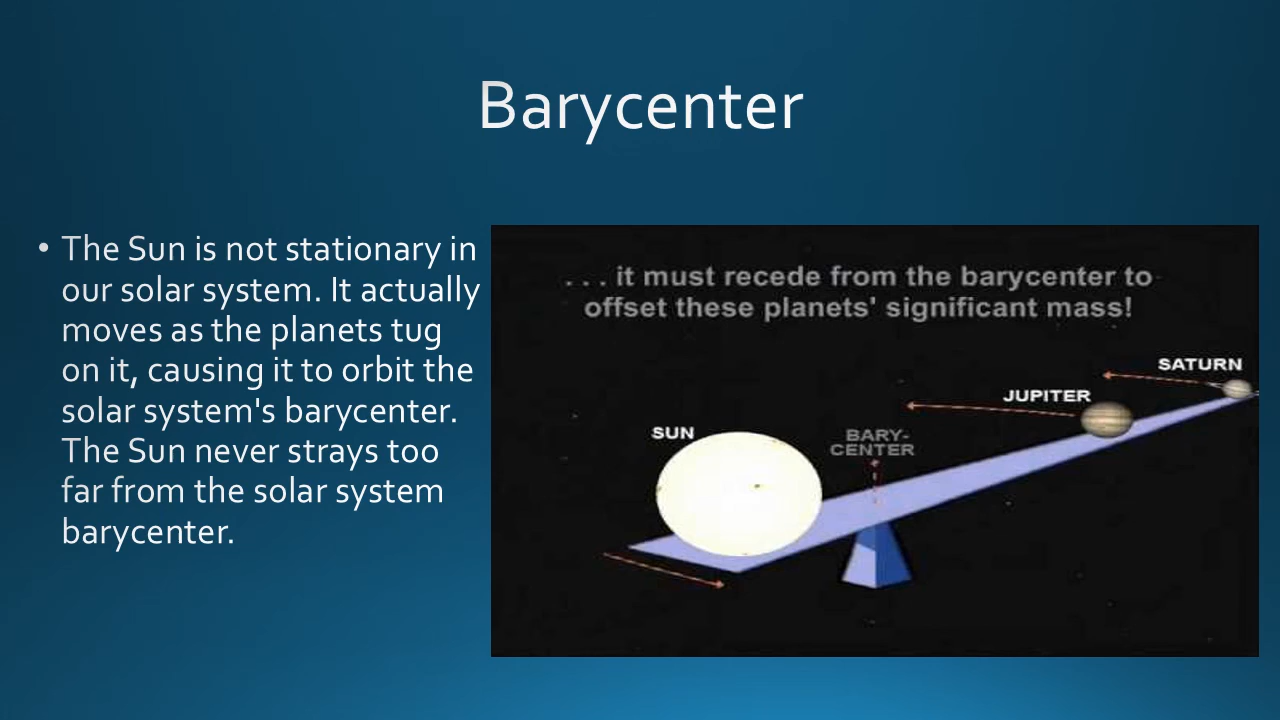 Barycenter
• The Sun is not stationary in
our solar system. It actually
moves as the planets tug
on it, causing it to orbit the
solar system's barycenter.
The Sun never strays too
far from the solar system
barycenter.
. . . it must recede from the barycenter to
offset these planets' significant mass!
SATURN
JUPITER
SUN
BARY-
CENTER